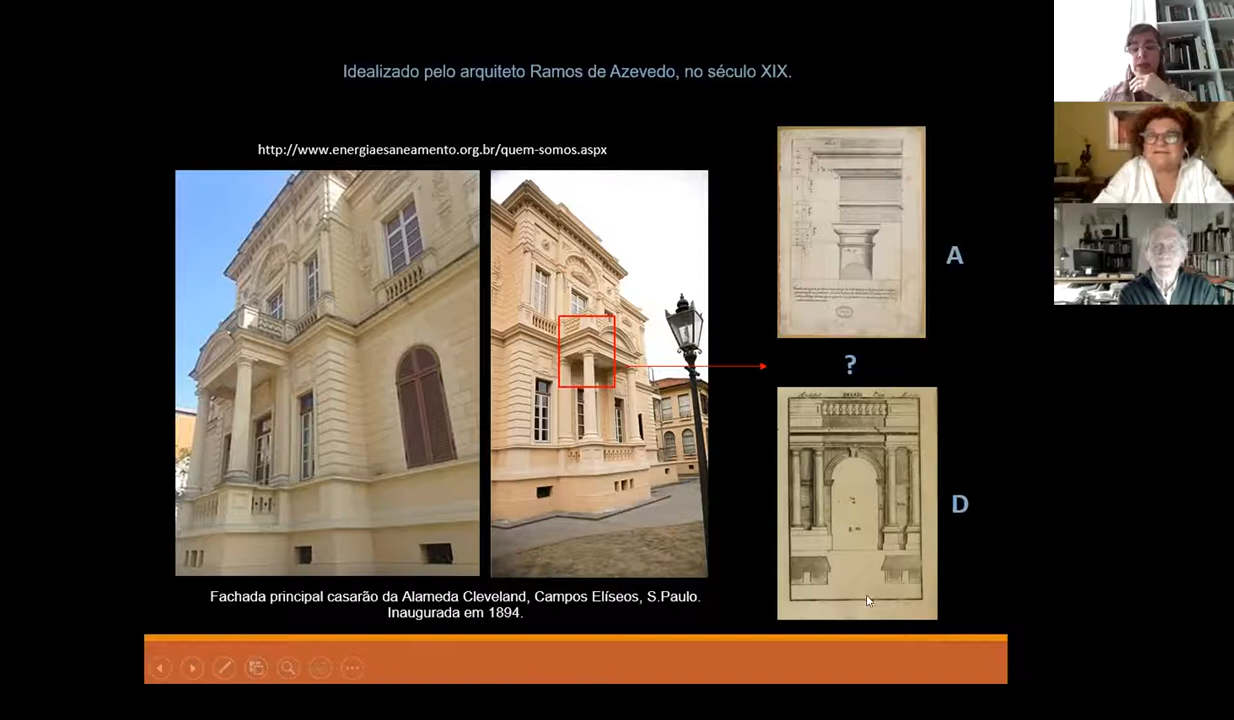 Idealizado pelo arquiteto Ramos de Azevedo, no século XIX.
http://www.energiaesaneamento.org.br/quem-somos.aspx
A
?
D
Fachada principal casarão da Alameda Cleveland, Campos Elíseos, S.Paulo.
Inaugurada em 1894.